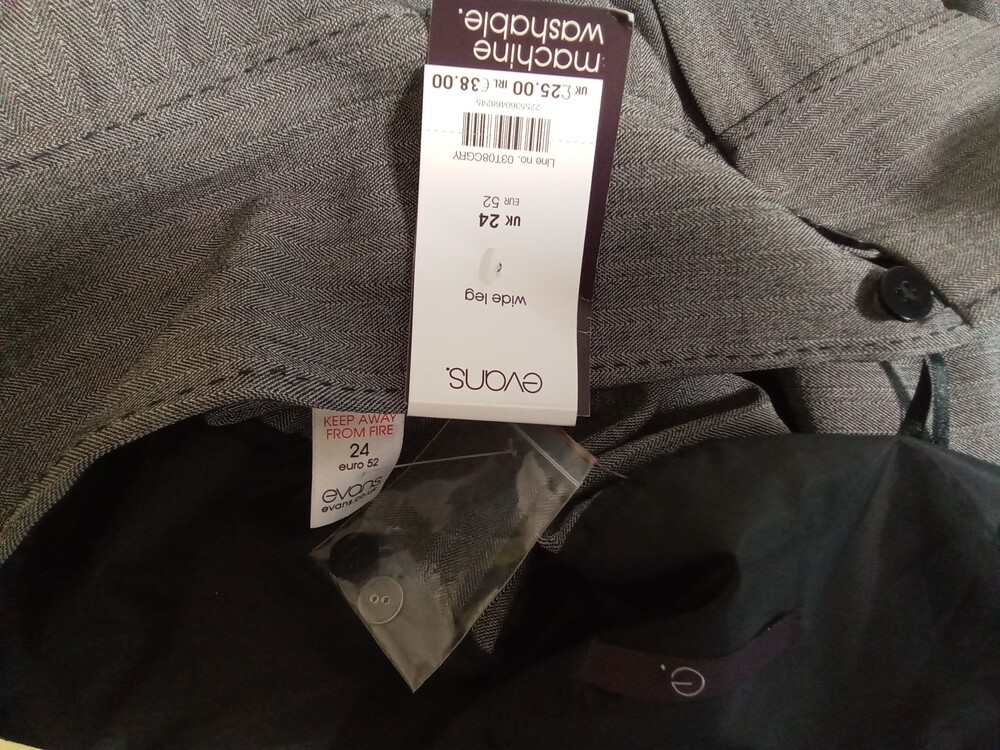 evans.
wide leg
UK 24
EUR 52
Line no. 03T08CGRY
2255360468245
UK £25.00 IRL €38.00
machine
washable.
KEEP AWAY
FROM FIRE
24
euro 52
evans
evans.co.uk
e.